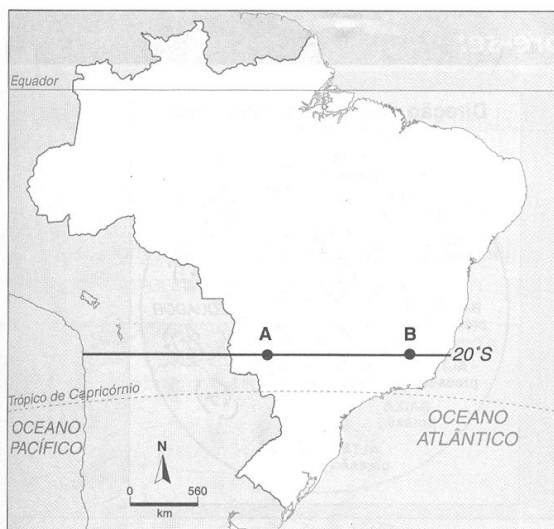 Equador
A
B
20°S
Trópico de Capricórnio
OCEANO
PACÍFICO
OCEANO
ATLÂNTICO
N
0 560
km